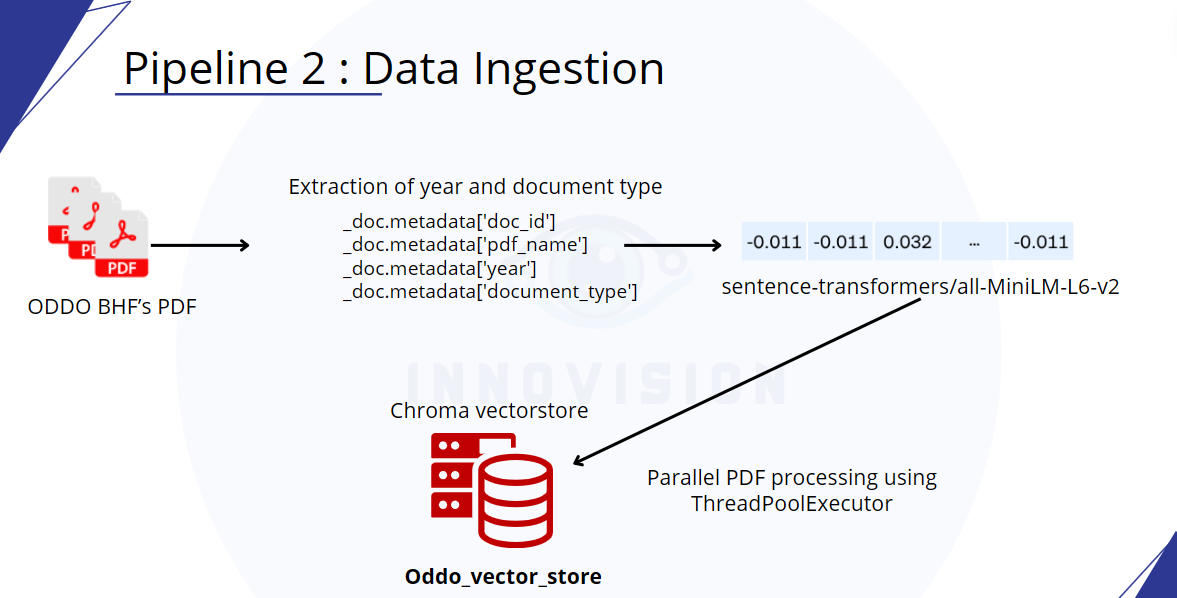 Pipeline 2 : Data Ingestion
PDF
ODDO BHF's PDF
Extraction of year and document type
_doc.metadata['doc_id']
_doc.metadata['pdf_name']
_doc.metadata['year']
_doc.metadata['document_type']
-0.011 -0.011 0.032 ... -0.011
sentence-transformers/all-MiniLM-L6-v2
INNOVISION
Chroma vectorstore
Parallel PDF processing using
ThreadPoolExecutor
Oddo_vector_store